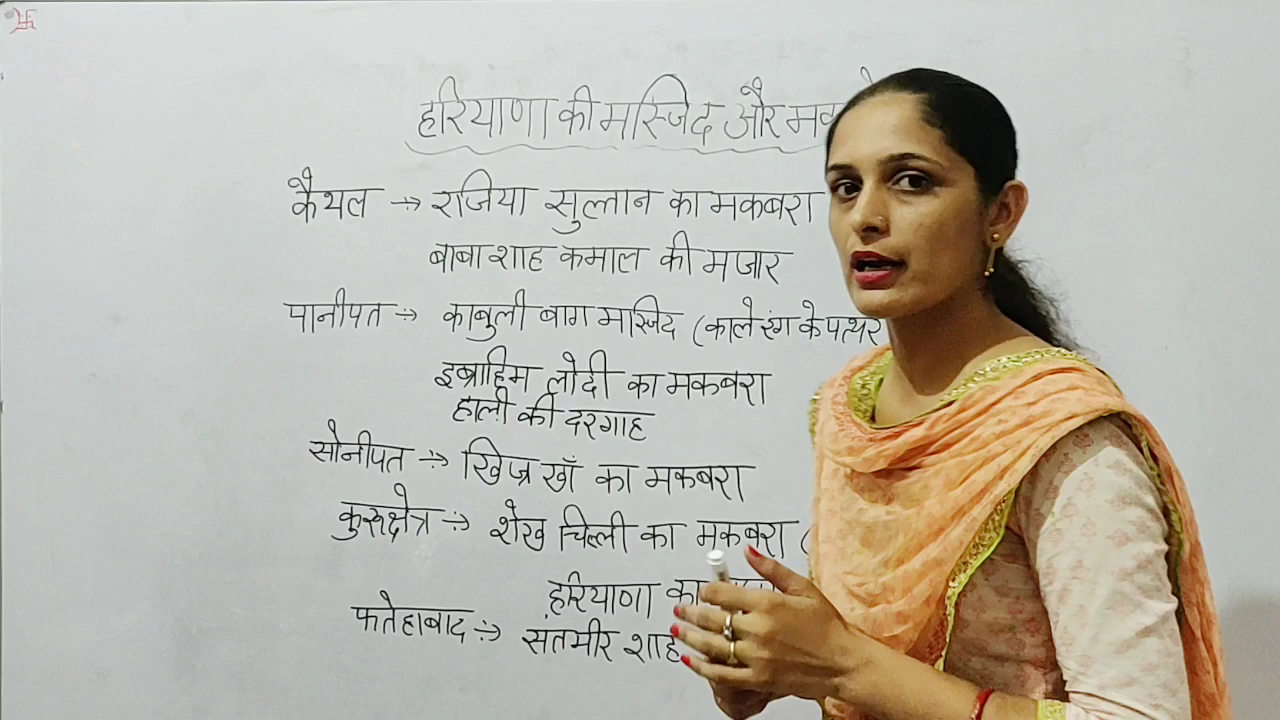 हरियाणा की मस्जिद और
कैथल → रजिया सुल्तान का मकबरा
बाबा शाह कमाल की मजार
पानीपत → काबुली बाग मस्जिद (काले रंग के पत्थर
इब्राहिम लोदी का मकबरा
हाली की दरगाह
सोनीपत → खिज्र खाँ का मकबरा
कुरूक्षेत्र → शेख चिल्ली का मकबरा (
हरियाणा का
फतेहाबाद → संतमीर शाह